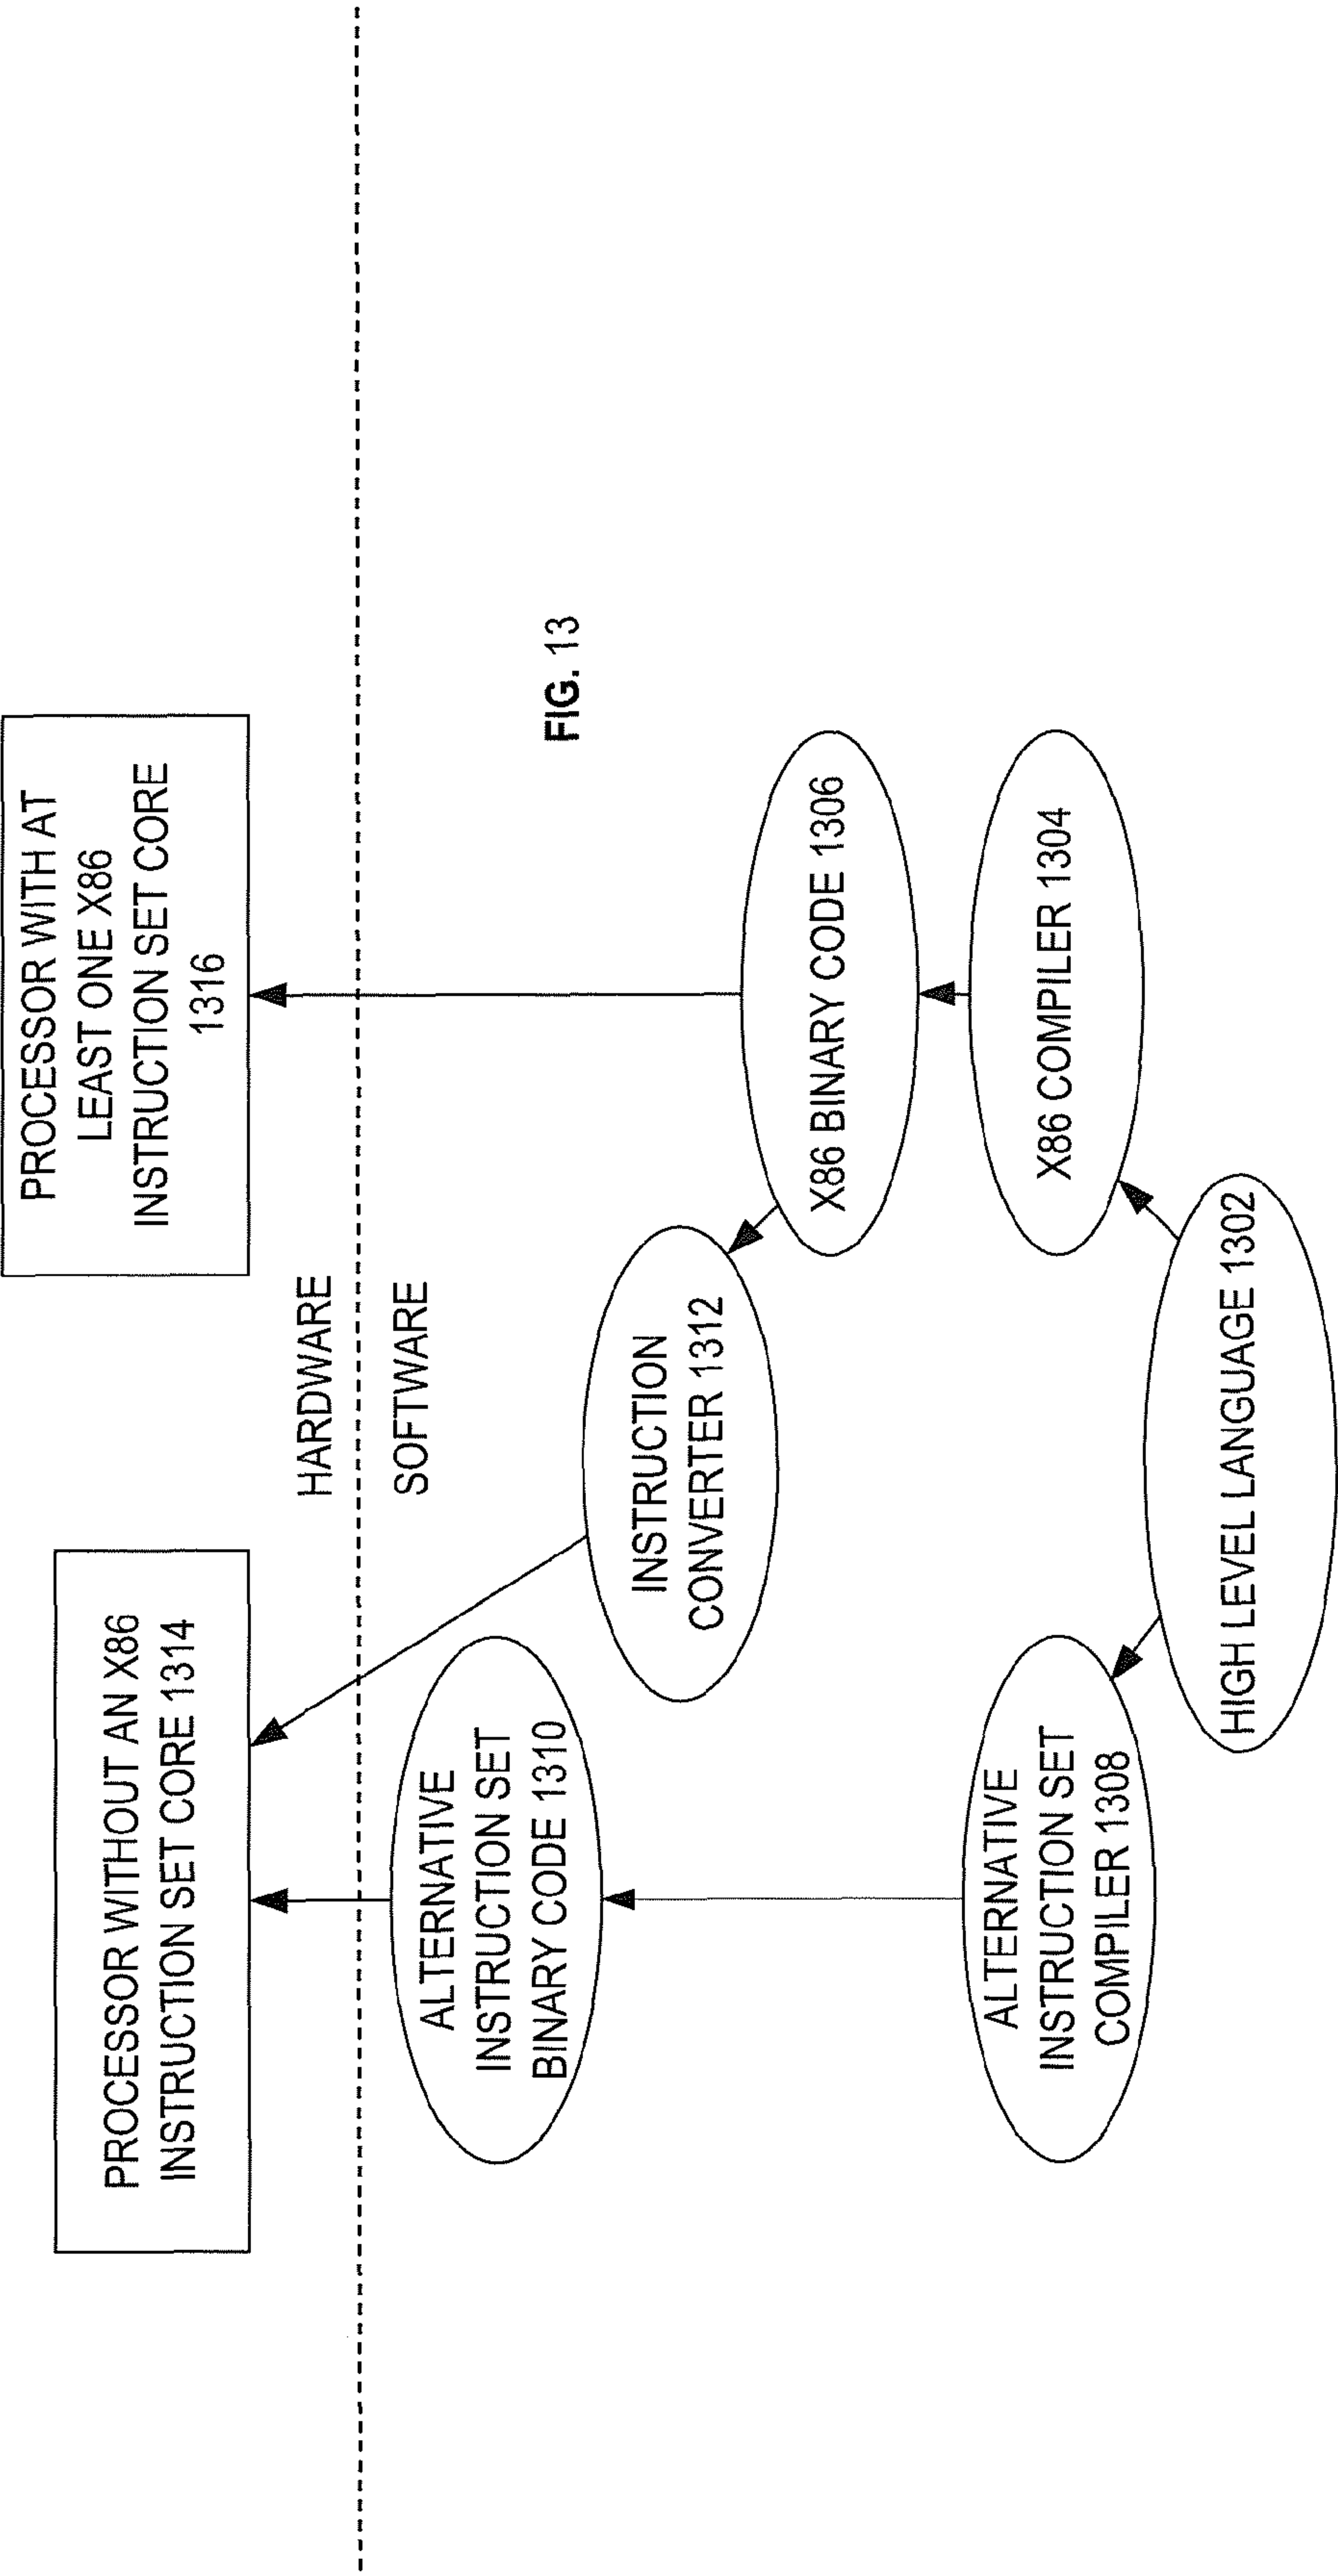 PROCESSOR WITHOUT AN X86
INSTRUCTION SET CORE 1314
PROCESSOR WITH AT
LEAST ONE X86
INSTRUCTION SET CORE
1316
HARDWARE
SOFTWARE
ALTERNATIVE
INSTRUCTION SET
BINARY CODE 1310
INSTRUCTION
CONVERTER 1312
FIG. 13
X86 BINARY CODE 1306
ALTERNATIVE
INSTRUCTION SET
COMPILER 1308
X86 COMPILER 1304
HIGH LEVEL LANGUAGE 1302